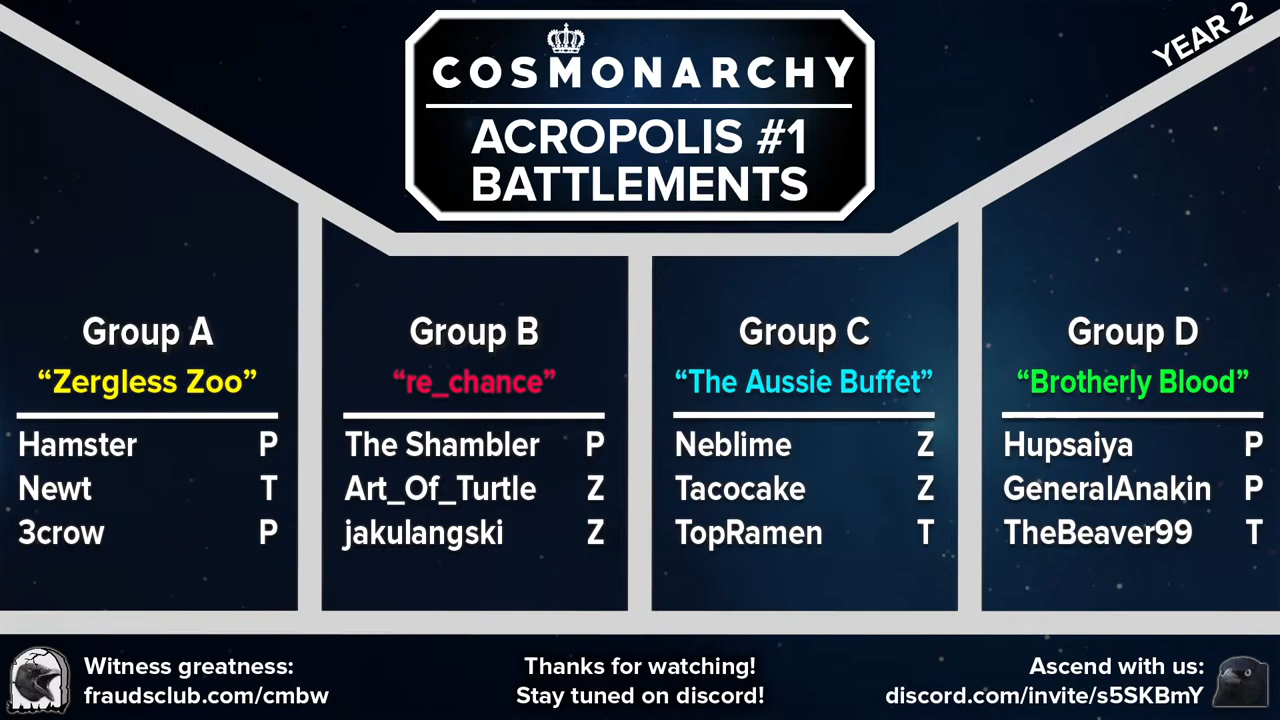 YEAR 2
COSMONARCHY
ACROPOLIS #1
BATTLEMENTS
Group A
“Zergless Zoo”
Hamster P
Newt T
3crow P
Group B
“re_chance”
The Shambler P
Art_Of_Turtle Z
jakulangski Z
Group C
“The Aussie Buffet”
Neblime Z
Tacocake Z
TopRamen T
Group D
“Brotherly Blood”
Hupsaiya P
GeneralAnakin P
TheBeaver99 T
Witness greatness:
fraudsclub.com/cmbw
Thanks for watching!
Stay tuned on discord!
Ascend with us:
discord.com/invite/s5SKBmY